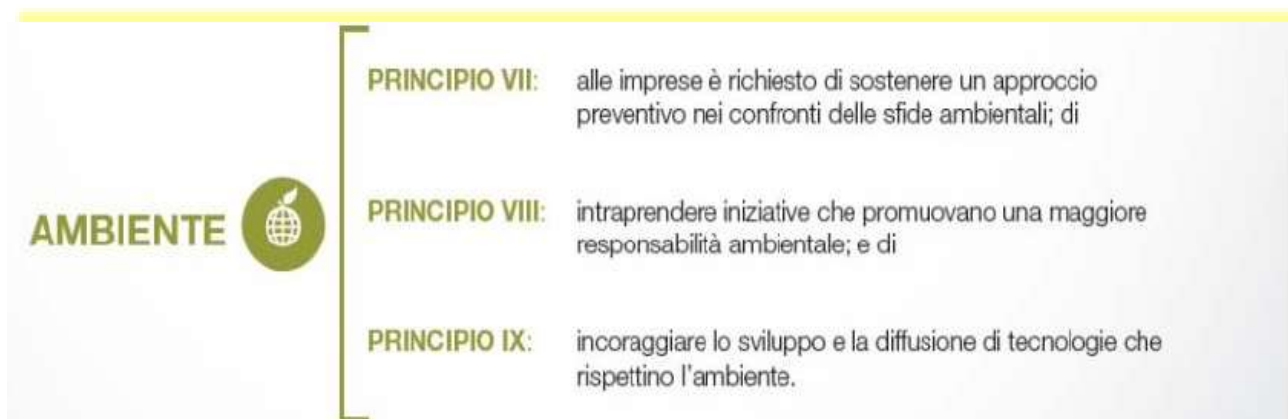 PRINCIPIO VII: alle imprese è richiesto di sostenere un approccio
preventivo nei confronti delle sfide ambientali; di
AMBIENTE
PRINCIPIO VIII: intraprendere iniziative che promuovano una maggiore
responsabilità ambientale; e di
PRINCIPIO IX: incoraggiare lo sviluppo e la diffusione di tecnologie che
rispettino l'ambiente.